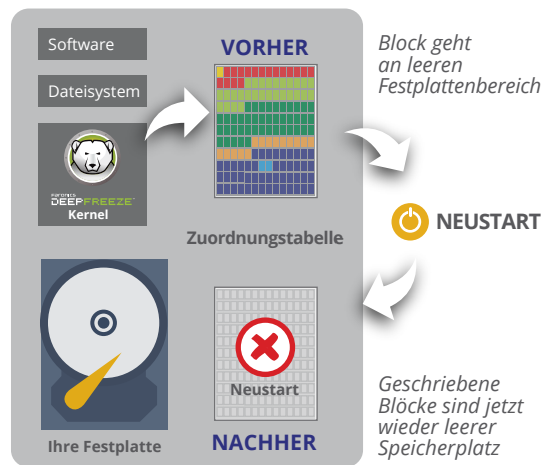 Software
Dateisystem
FARONICS
DEEPFREEZE
Kernel
VORHER
Zuordnungstabelle
Block geht
an leeren
Festplattenbereich
NEUSTART
Ihre Festplatte
Neustart
NACHHER
Geschriebene
Blöcke sind jetzt
wieder leerer
Speicherplatz